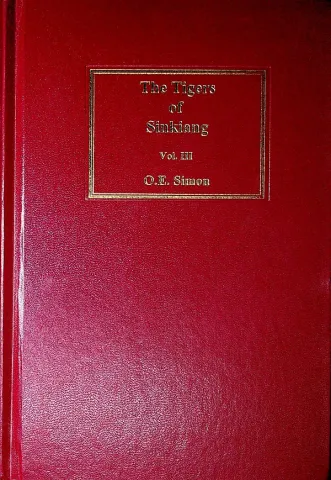 The Tigers
of
Sinkiang
Vol. III
O.E. Simon